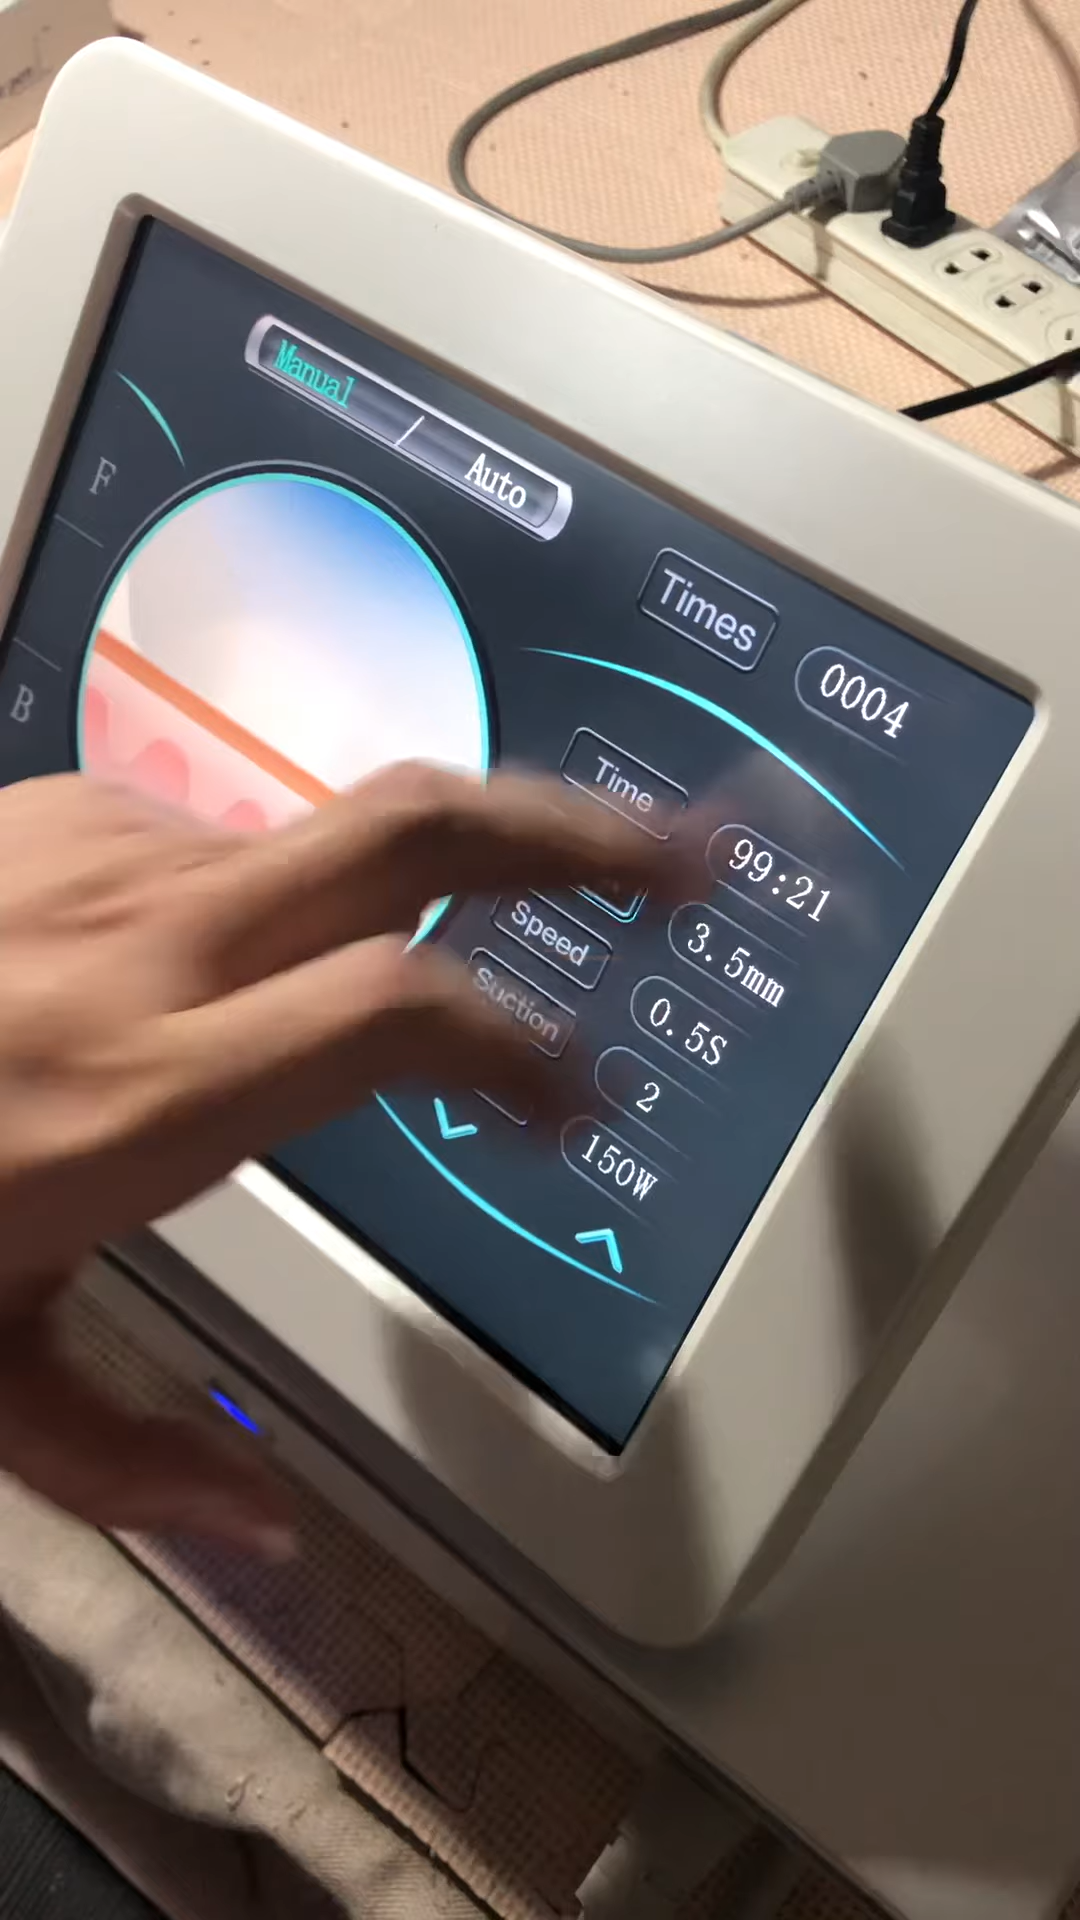 Manual / Auto
Times 0004
F
Time 99:21
3.5mm
B
Speed 0.5S
Suction 2
150W